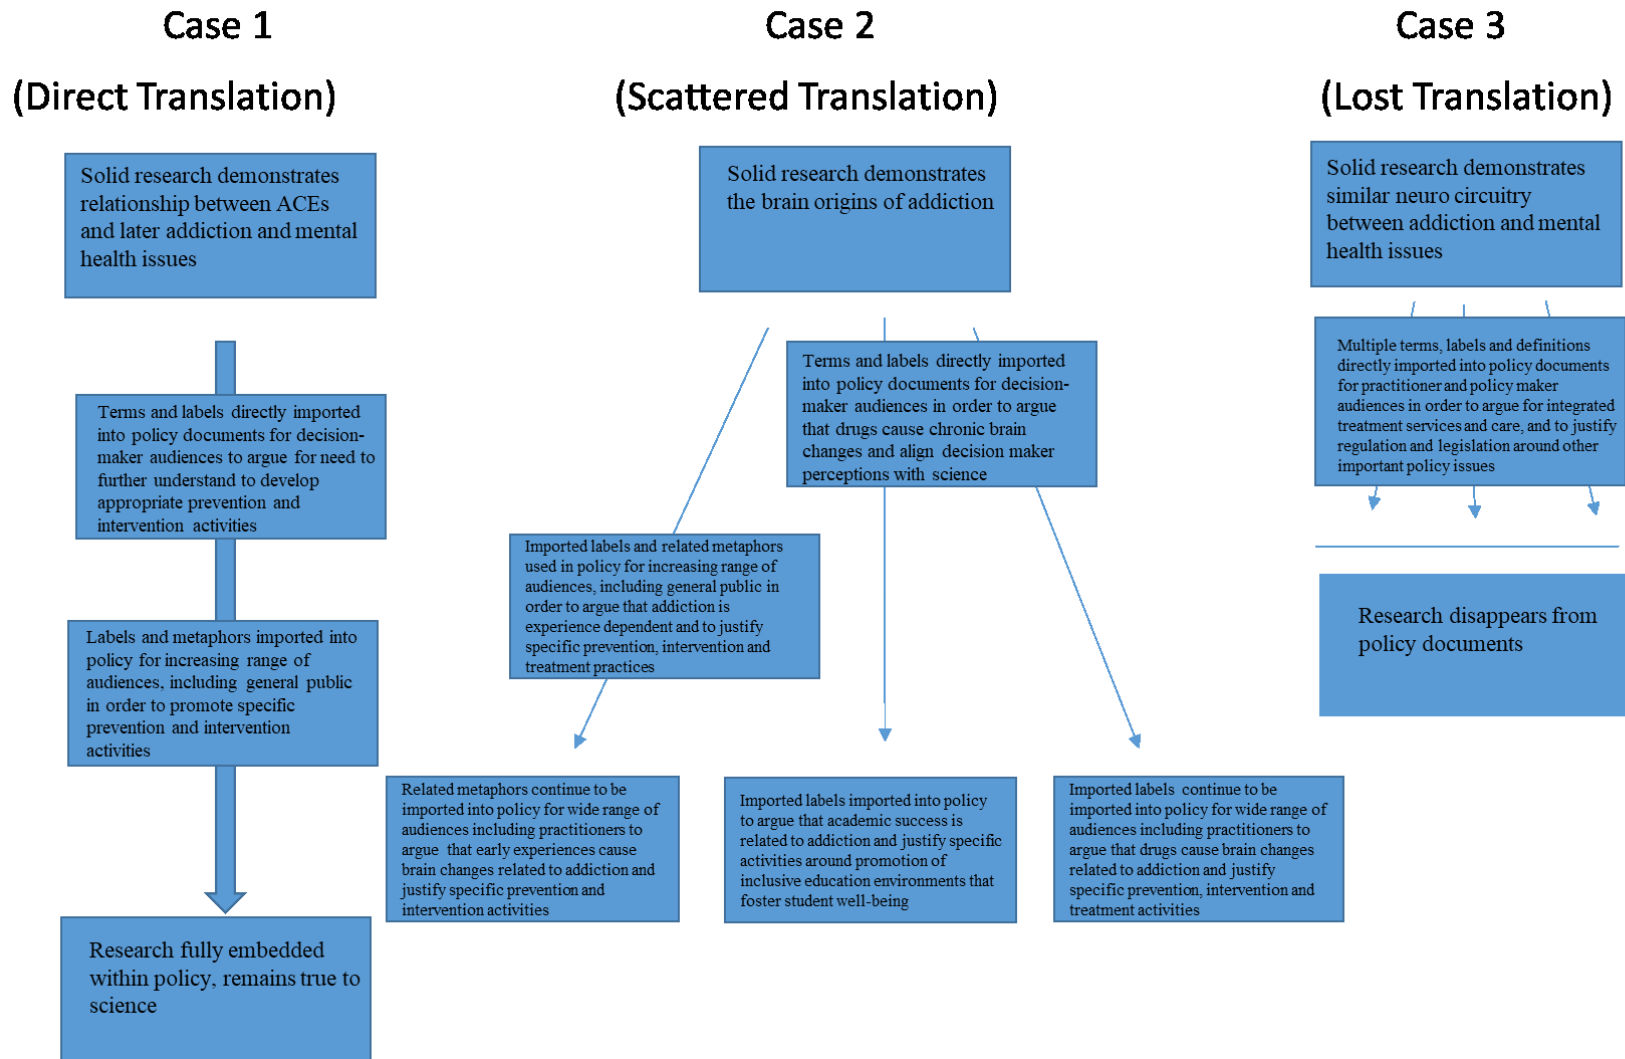 Case 1
(Direct Translation)
Solid research demonstrates
relationship between ACEs
and later addiction and mental
health issues
Terms and labels directly imported
into policy documents for decision-
maker audiences to argue for need to
further understand to develop
appropriate prevention and
intervention activities
Labels and metaphors imported into
policy for increasing range of
audiences, including general public
in order to promote specific
prevention and intervention
activities
Research fully embedded
within policy, remains true to
science
Case 2
(Scattered Translation)
Solid research demonstrates
the brain origins of addiction
Terms and labels directly imported
into policy documents for decision-
maker audiences in order to argue
that drugs cause chronic brain
changes and align decision maker
perceptions with science
Imported labels and related metaphors
used in policy for increasing range of
audiences, including general public in
order to argue that addiction is
experience dependent and to justify
specific prevention, intervention and
treatment practices
Related metaphors continue to be
imported into policy for wide range of
audiences including practitioners to
argue that early experiences cause
brain changes related to addiction and
justify specific prevention and
intervention activities
Imported labels imported into policy
to argue that academic success is
related to addiction and justify specific
activities around promotion of
inclusive education environments that
foster student well-being
Imported labels continue to be
imported into policy for wide range of
audiences including practitioners to
argue that drugs cause brain changes
related to addiction and justify
specific prevention, intervention and
treatment activities
Case 3
(Lost Translation)
Solid research demonstrates
similar neuro circuitry
between addiction and mental
health issues
Multiple terms, labels and definitions
directly imported into policy documents
for practitioner and policy maker
audiences in order to argue for integrated
treatment services and care, and to justify
regulation and legislation around other
important policy issues
Research disappears from
policy documents